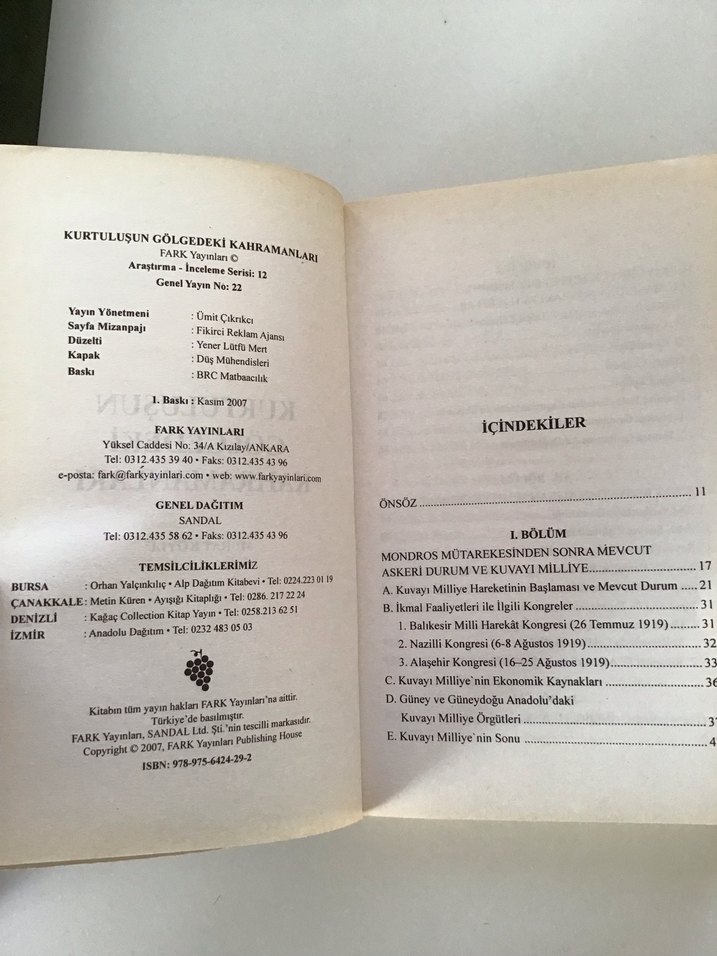 KURTULUŞUN GÖLGEDEKİ KAHRAMANLARI
FARK Yayınları ©
Araştırma - İnceleme Serisi: 12
Genel Yayın No: 22
Yayın Yönetmeni : Ümit Çıkrıkcı
Sayfa Mizanpajı : Fikirci Reklam Ajansı
Düzelti : Yener Lütfü Mert
Kapak : Düş Mühendisleri
Baskı : BRC Matbaacılık
1. Baskı : Kasım 2007
FARK YAYINLARI
Yüksel Caddesi No: 34/A Kızılay/ANKARA
Tel: 0312.435 39 40 • Faks: 0312.435 43 96
e-posta: fark@farkyayinlari.com • web: www.farkyayinlari.com
GENEL DAĞITIM
SANDAL
Tel: 0312.435 58 62 • Faks: 0312.435 43 96
TEMSİLCİLİKLERİMİZ
BURSA : Orhan Yalçınkılıç • Alp Dağıtım Kitabevi • Tel: 0224.223 01 19
ÇANAKKALE : Metin Küren • Ayışığı Kitaplığı • Tel: 0286. 217 22 24
DENİZLİ : Kağaç Collection Kitap Yayın • Tel: 0.258.213 62 51
İZMİR : Anadolu Dağıtım • Tel: 0232 483 05 03
Kitabın tüm yayın hakları FARK Yayınları'na aittir.
Türkiye'de basılmıştır.
FARK Yayınları, SANDAL Ltd. Şti.'nin tescilli markasıdır.
Copyright © 2007, FARK Yayınları Publishing House
ISBN: 978-975-6424-29-2
İÇİNDEKİLER
ÖNSÖZ ........ 11
I. BÖLÜM
MONDROS MÜTAREKESİNDEN SONRA MEVCUT
ASKERİ DURUM VE KUVAYI MİLLİYE ........ 17
A. Kuvayı Milliye Hareketinin Başlaması ve Mevcut Durum ..... 21
B. İkmal Faaliyetleri ile İlgili Kongreler ........ 31
1. Balıkesir Milli Harekât Kongresi (26 Temmuz 1919) ........ 31
2. Nazilli Kongresi (6-8 Ağustos 1919) ........ 32
3. Alaşehir Kongresi (16–25 Ağustos 1919) ........ 33
C. Kuvayı Milliye'nin Ekonomik Kaynakları ........ 36
D. Güney ve Güneydoğu Anadolu'daki
Kuvayı Milliye Örgütleri ........
E. Kuvayı Milliye`nin Sonu ........